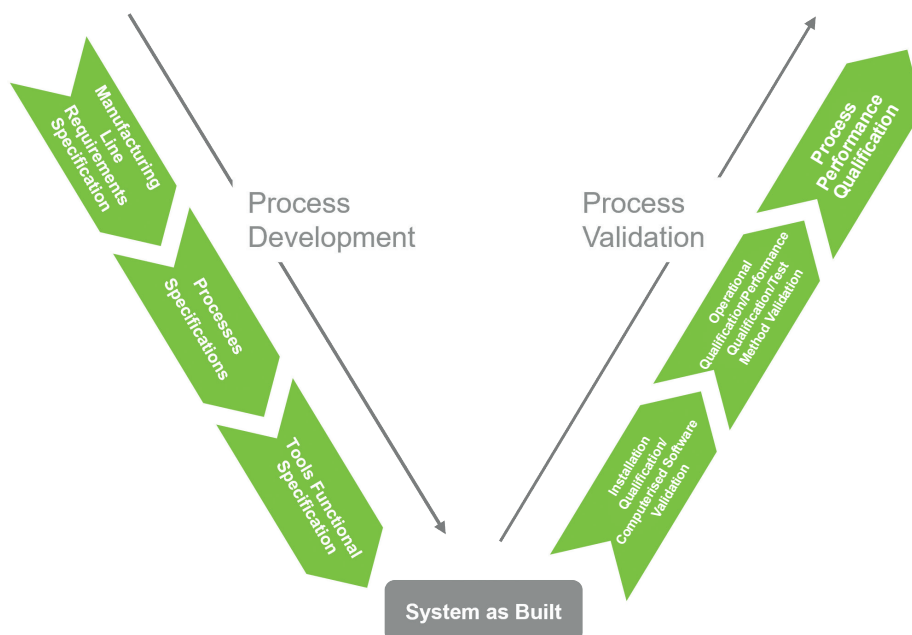 Manufacturing
Line
Requirements
Specification
Processes
Specifications
Tools Functional
Specification
Process
Development
System as Built
Process
Validation
Installation
Qualification/
Computerised Software
Validation
Operational
Qualification/Performance
Qualification/Test
Method Validation
Process
Performance
Qualification